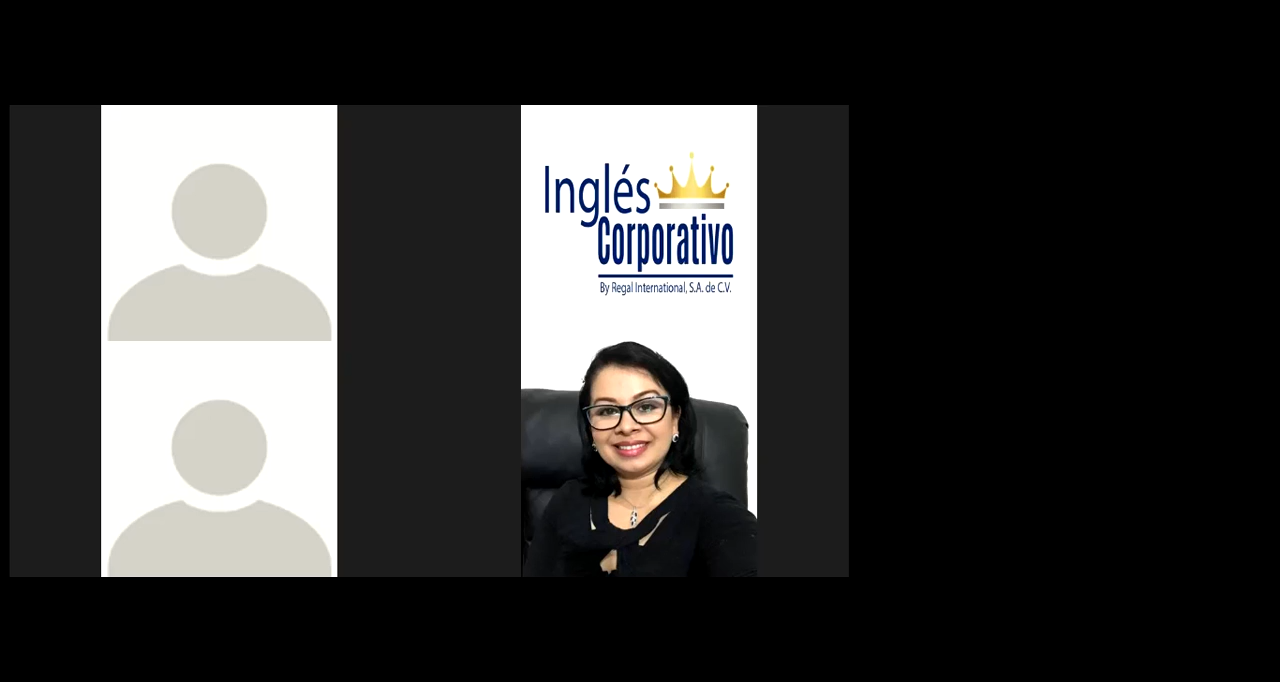 Inglés
Corporativo
By Regal International, S.A. de C.V.